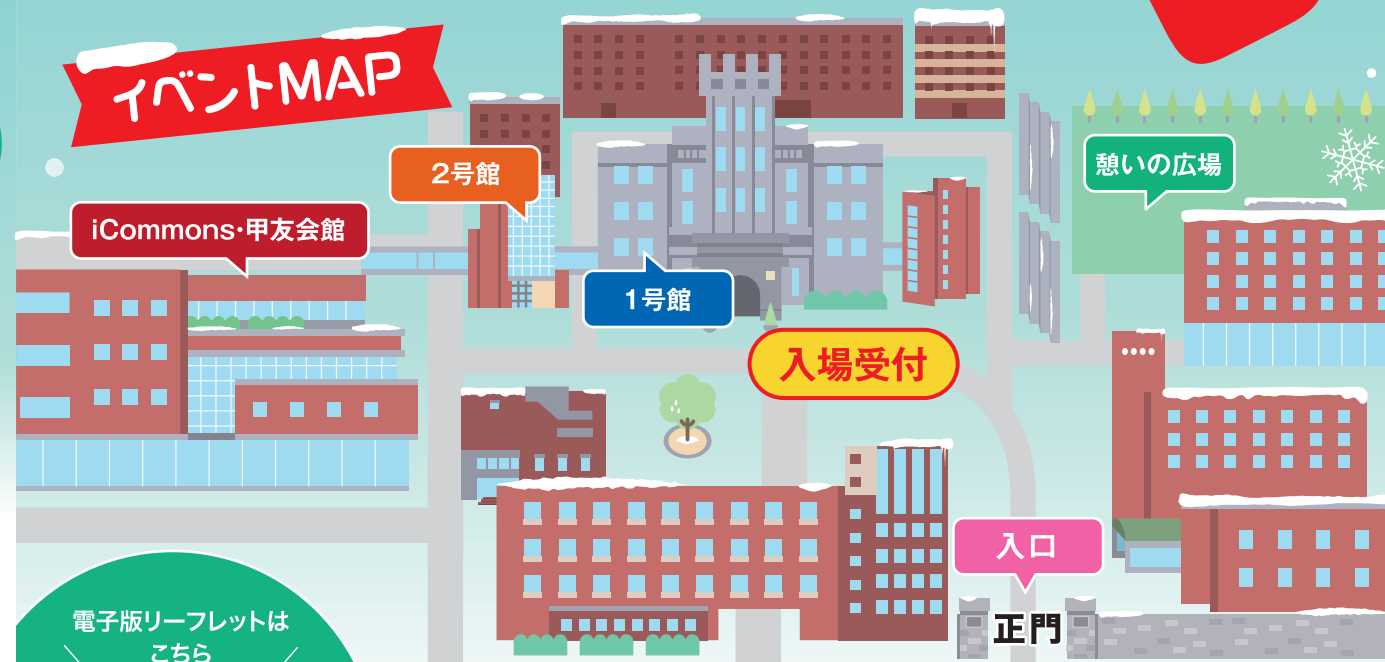 イベントMAP
2号館
憩いの広場
iCommons・甲友会館
1号館
入場受付
入口
正門
電子版リーフレットは
こちら